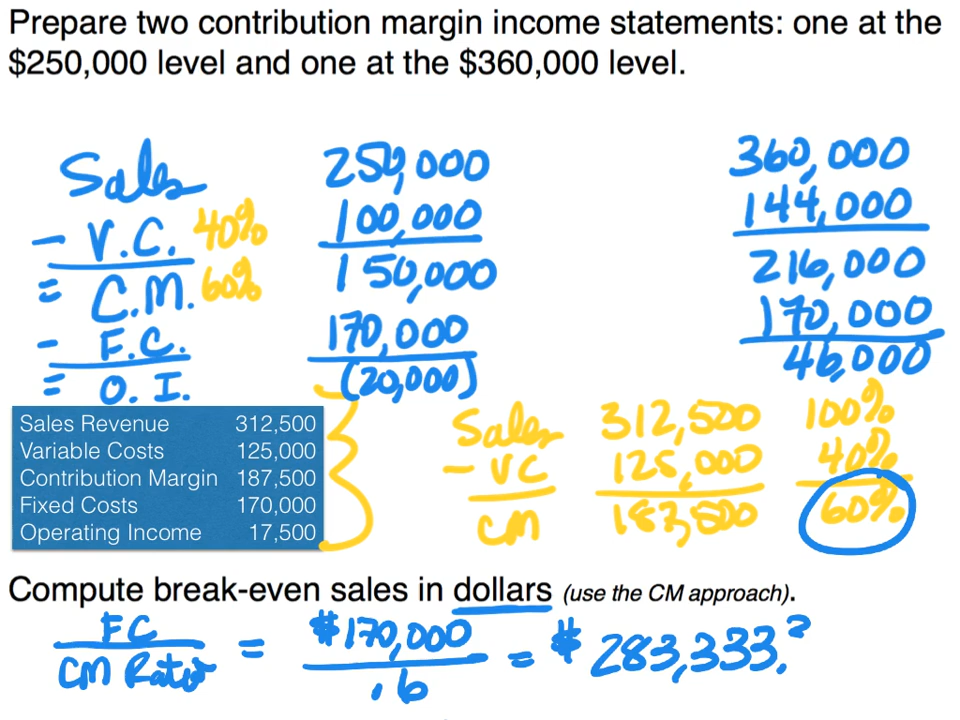 Prepare two contribution margin income statements: one at the
$250,000 level and one at the $360,000 level.
Sales 250,000 360,000
- V.C. 40% 100,000 144,000
= C.M. 60% 150,000 216,000
- F.C. 170,000 170,000
= O.I. (20,000) 46,000
Sales Revenue 312,500
Variable Costs 125,000
Contribution Margin 187,500
Fixed Costs 170,000
Operating Income 17,500
Sales 312,500 100%
- VC 125,000 40%
CM 187,500 60%
Compute break-even sales in dollars (use the CM approach).
FC = $170,000 = $283,333.
CM Ratio .6